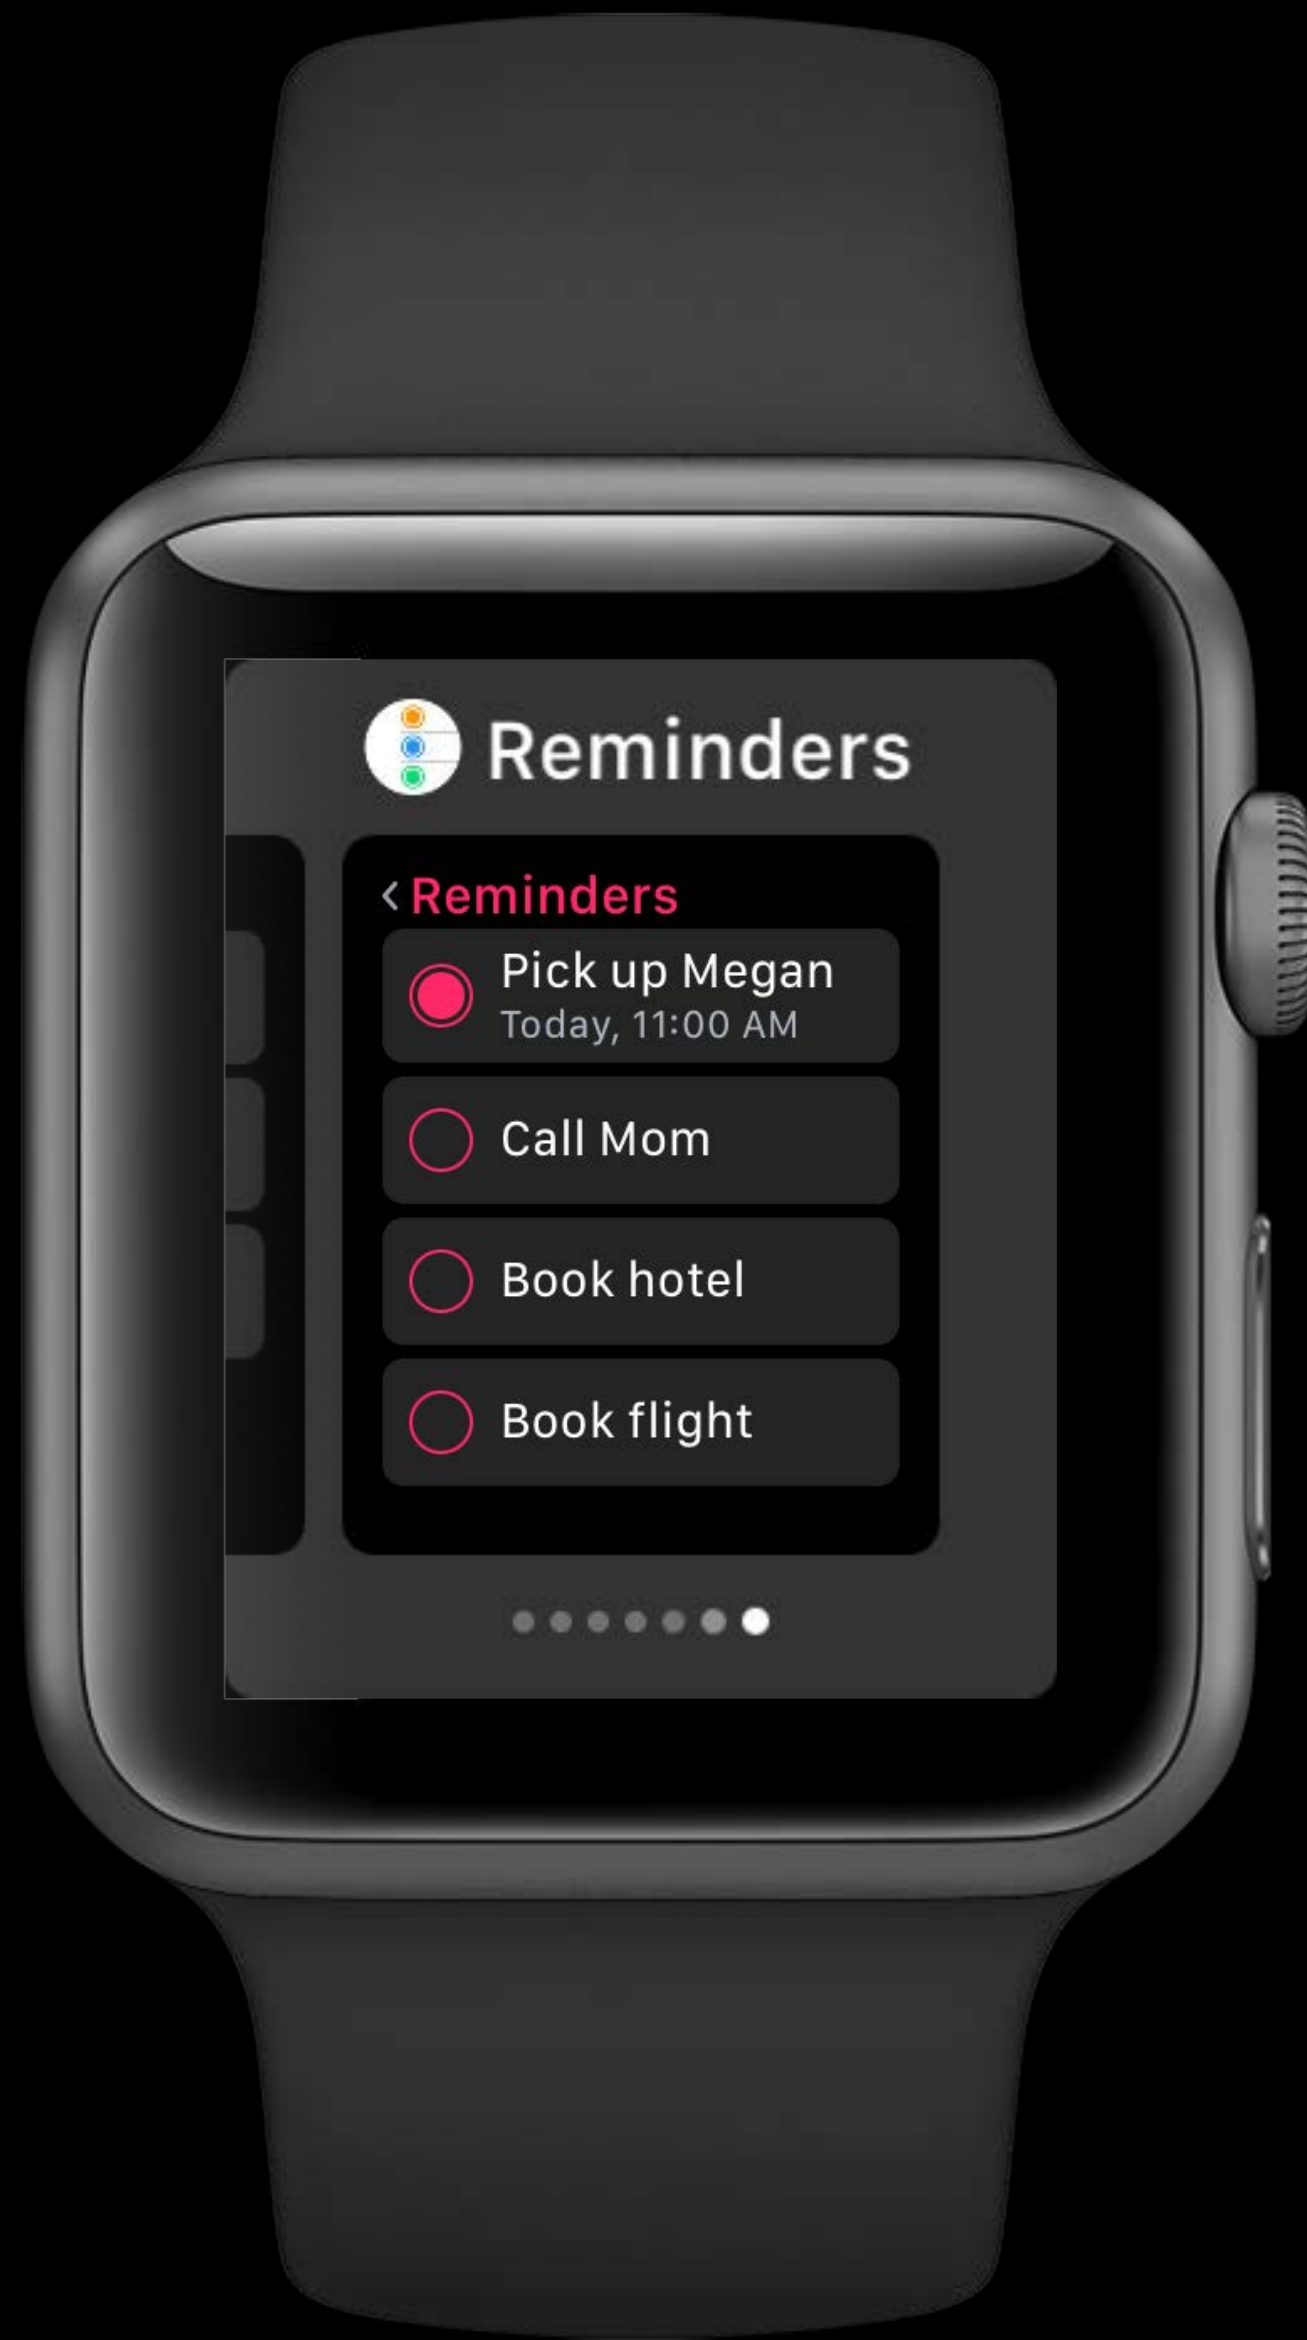 Reminders
Reminders
Pick up Megan
Today, 11:00 AM
Call Mom
Book hotel
Book flight